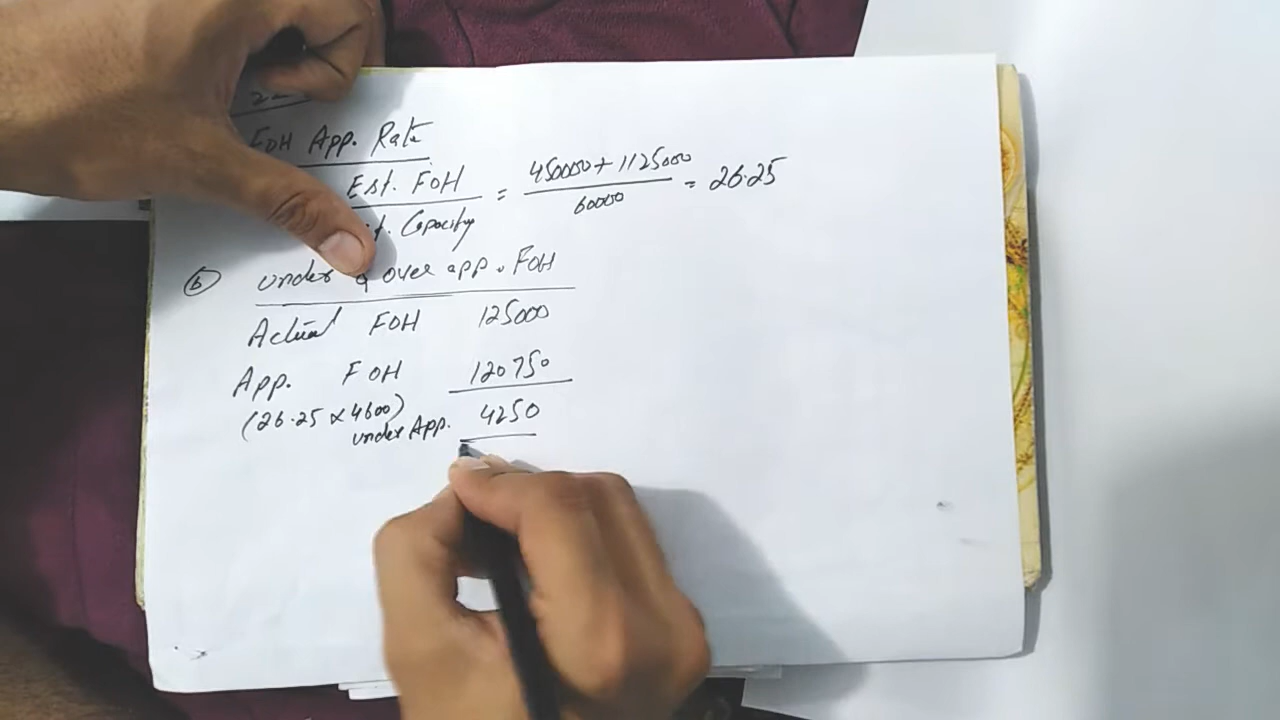 FOH App. Rate
Est. FOH = 450000 + 1125000 = 26.25
Capacity 60000
(b) under & over app. FOH
Actual FOH 125000
App. FOH 120750
(26.25 x 4600)
under App. 4250